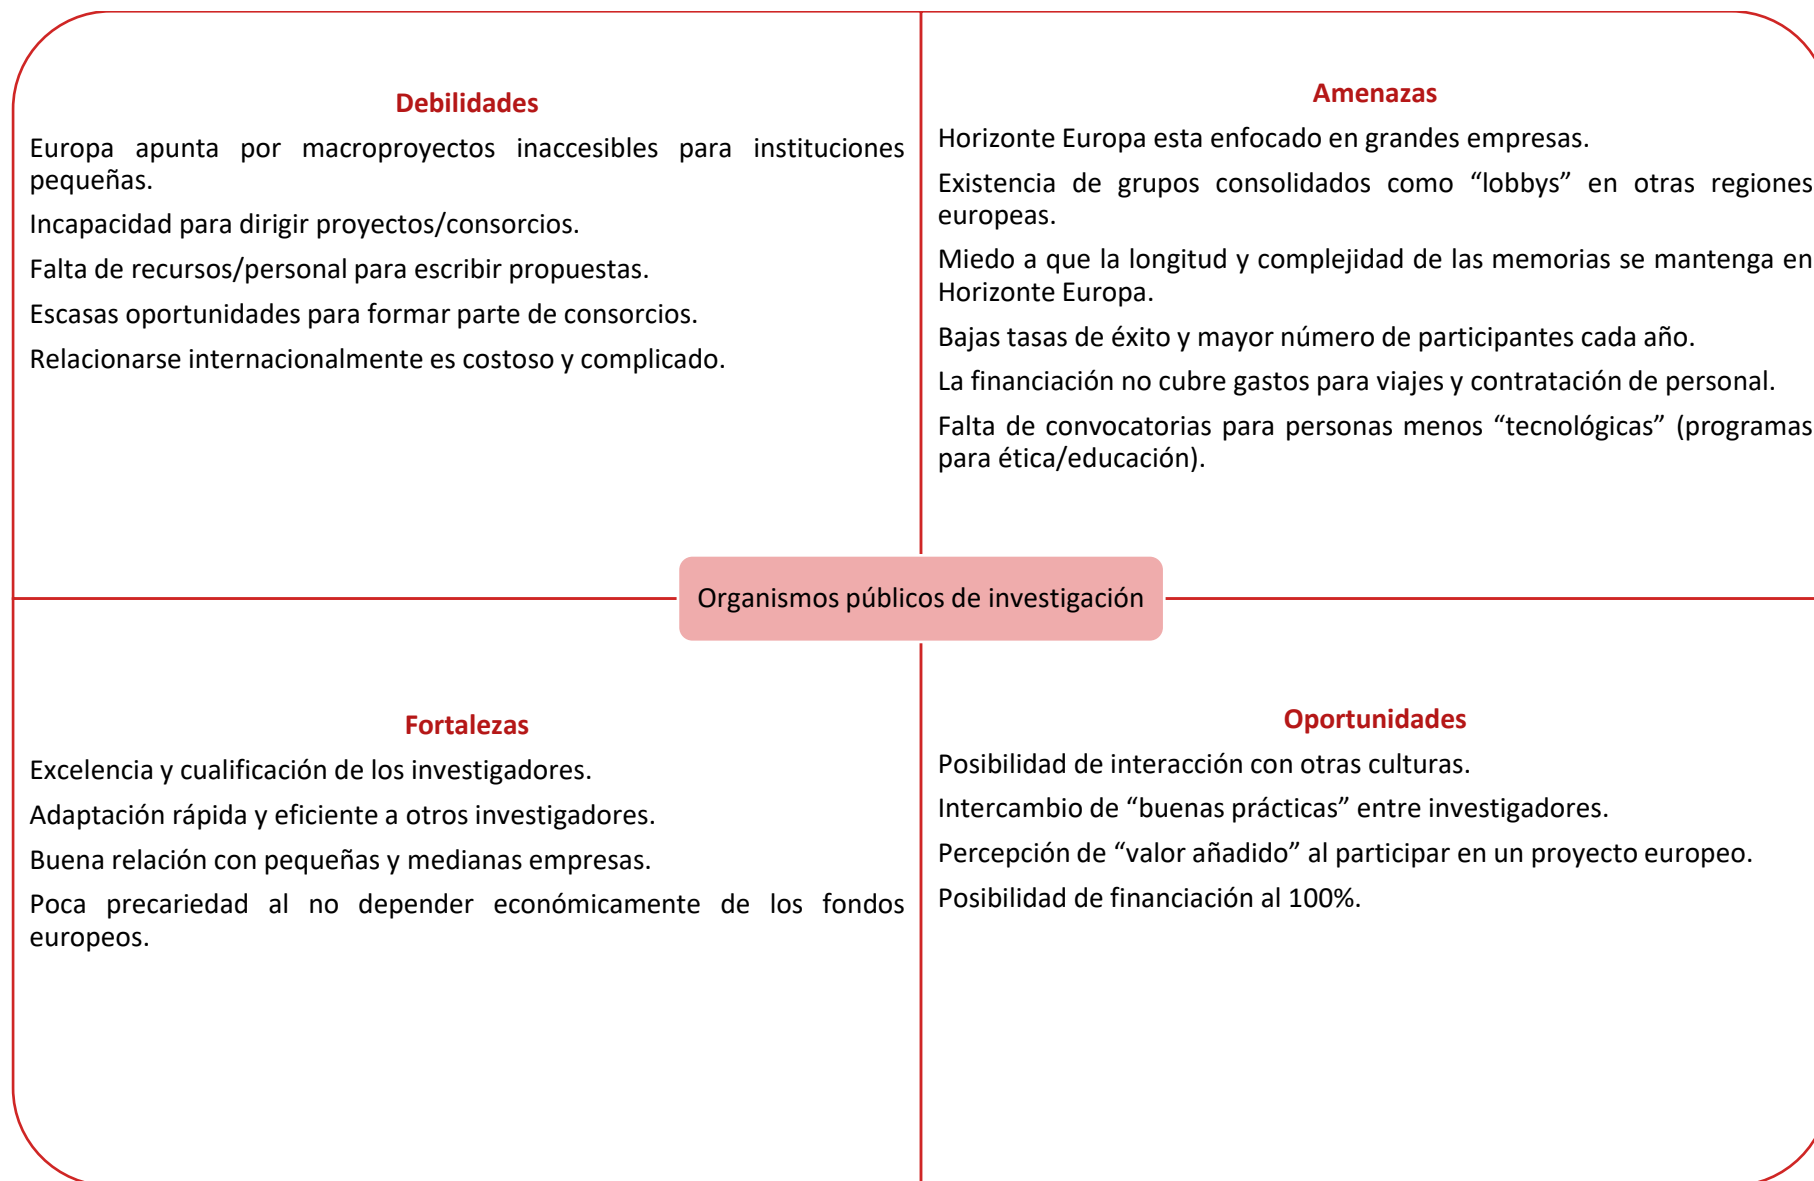 Debilidades
Europa apunta por macroproyectos inaccesibles para instituciones
pequeñas.
Incapacidad para dirigir proyectos/consorcios.
Falta de recursos/personal para escribir propuestas.
Escasas oportunidades para formar parte de consorcios.
Relacionarse internacionalmente es costoso y complicado.
Amenazas
Horizonte Europa esta enfocado en grandes empresas.
Existencia de grupos consolidados como “lobbys” en otras regiones
europeas.
Miedo a que la longitud y complejidad de las memorias se mantenga en
Horizonte Europa.
Bajas tasas de éxito y mayor número de participantes cada año.
La financiación no cubre gastos para viajes y contratación de personal.
Falta de convocatorias para personas menos “tecnológicas” (programas
para ética/educación).
Organismos públicos de investigación
Fortalezas
Excelencia y cualificación de los investigadores.
Adaptación rápida y eficiente a otros investigadores.
Buena relación con pequeñas y medianas empresas.
Poca precariedad al no depender económicamente de los fondos
europeos.
Oportunidades
Posibilidad de interacción con otras culturas.
Intercambio de “buenas prácticas” entre investigadores.
Percepción de “valor añadido” al participar en un proyecto europeo.
Posibilidad de financiación al 100%.